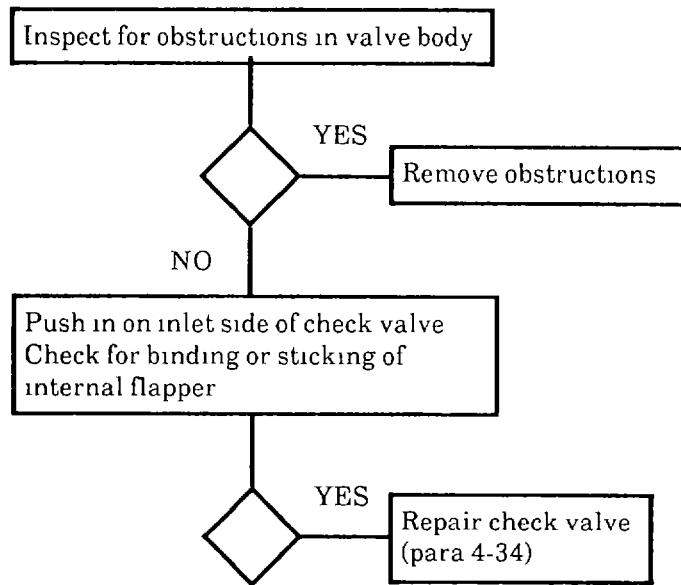 Inspect for obstructions in valve body
YES
Remove obstructions
NO
Push in on inlet side of check valve
Check for binding or sticking of
internal flapper
YES
Repair check valve
(para 4-34)